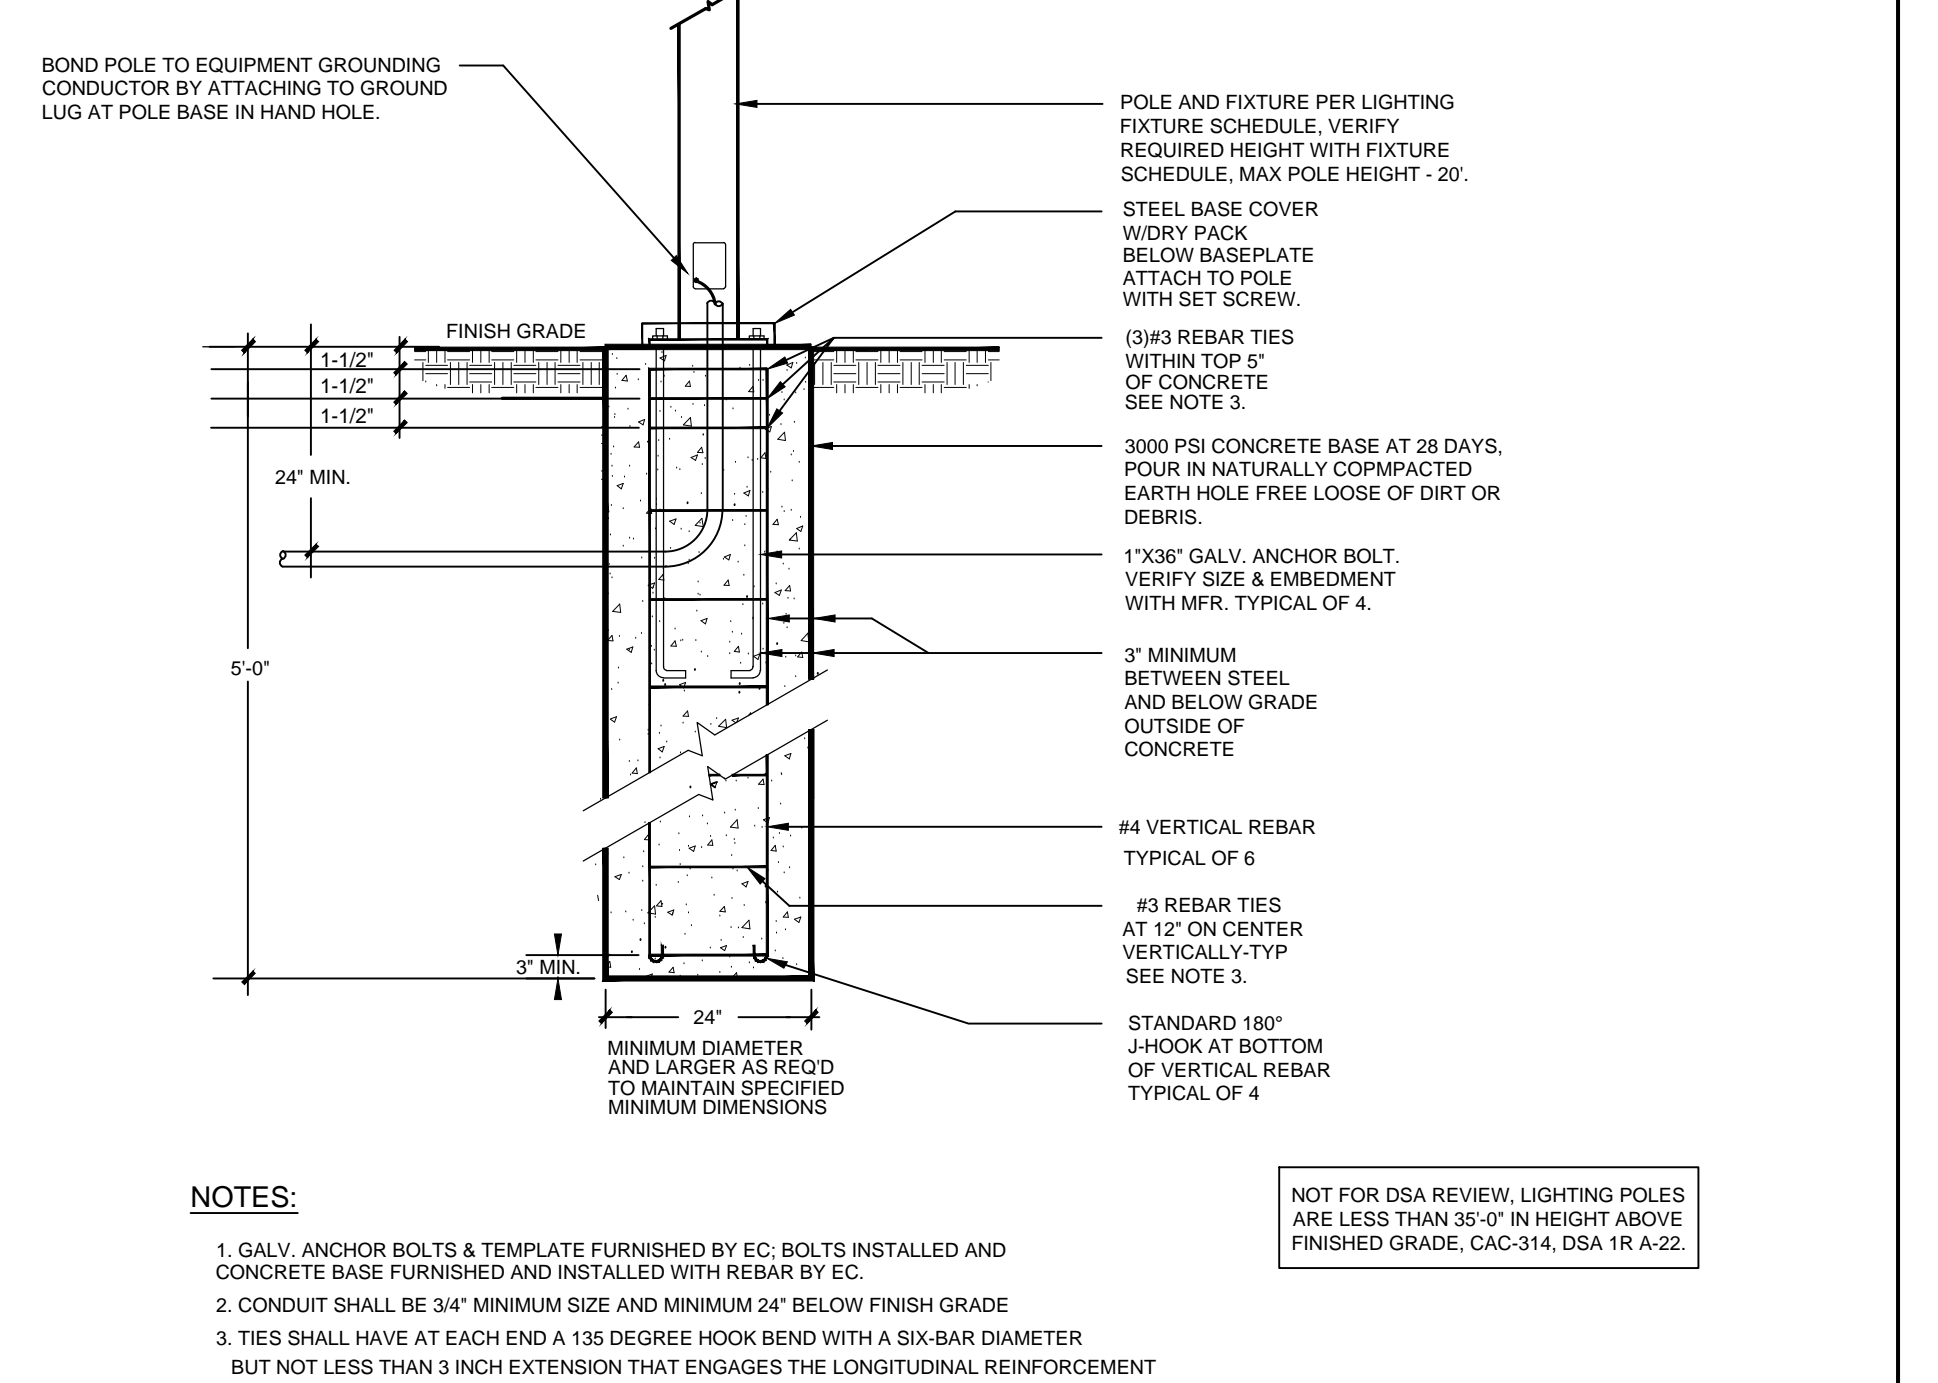 BOND POLE TO EQUIPMENT GROUNDING
CONDUCTOR BY ATTACHING TO GROUND
LUG AT POLE BASE IN HAND HOLE.
POLE AND FIXTURE PER LIGHTING
FIXTURE SCHEDULE, VERIFY
REQUIRED HEIGHT WITH FIXTURE
SCHEDULE, MAX POLE HEIGHT - 20'.
STEEL BASE COVER
W/DRY PACK
BELOW BASEPLATE
ATTACH TO POLE
WITH SET SCREW.
FINISH GRADE
1-1/2"
1-1/2"
1-1/2"
24" MIN.
5'-0"
(3)#3 REBAR TIES
WITHIN TOP 5"
OF CONCRETE
SEE NOTE 3.
3000 PSI CONCRETE BASE AT 28 DAYS,
POUR IN NATURALLY COPMPACTED
EARTH HOLE FREE LOOSE OF DIRT OR
DEBRIS.
1"X36" GALV. ANCHOR BOLT.
VERIFY SIZE & EMBEDMENT
WITH MFR. TYPICAL OF 4.
3" MINIMUM
BETWEEN STEEL
AND BELOW GRADE
OUTSIDE OF
CONCRETE
#4 VERTICAL REBAR
TYPICAL OF 6
#3 REBAR TIES
AT 12" ON CENTER
VERTICALLY-TYP
SEE NOTE 3.
3" MIN.
24"
MINIMUM DIAMETER
AND LARGER AS REQ'D
TO MAINTAIN SPECIFIED
MINIMUM DIMENSIONS
STANDARD 180°
J-HOOK AT BOTTOM
OF VERTICAL REBAR
TYPICAL OF 4
NOTES:
1. GALV. ANCHOR BOLTS & TEMPLATE FURNISHED BY EC; BOLTS INSTALLED AND
CONCRETE BASE FURNISHED AND INSTALLED WITH REBAR BY EC.
2. CONDUIT SHALL BE 3/4" MINIMUM SIZE AND MINIMUM 24" BELOW FINISH GRADE
3. TIES SHALL HAVE AT EACH END A 135 DEGREE HOOK BEND WITH A SIX-BAR DIAMETER
BUT NOT LESS THAN 3 INCH EXTENSION THAT ENGAGES THE LONGITUDINAL REINFORCEMENT
NOT FOR DSA REVIEW, LIGHTING POLES
ARE LESS THAN 35'-0" IN HEIGHT ABOVE
FINISHED GRADE, CAC-314, DSA 1R A-22.